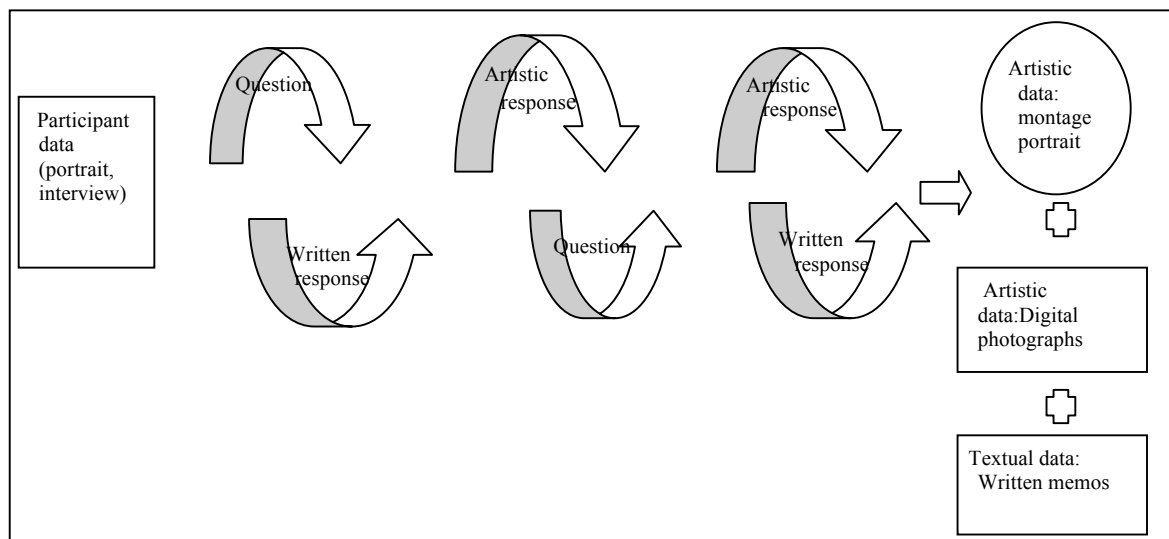 Participant
data
(portrait,
interview)
Question
Written
response
Artistic
response
Question
Artistic
response
Written
response
Artistic
data:
montage
portrait
Artistic
data:Digital
photographs
Textual data:
Written memos